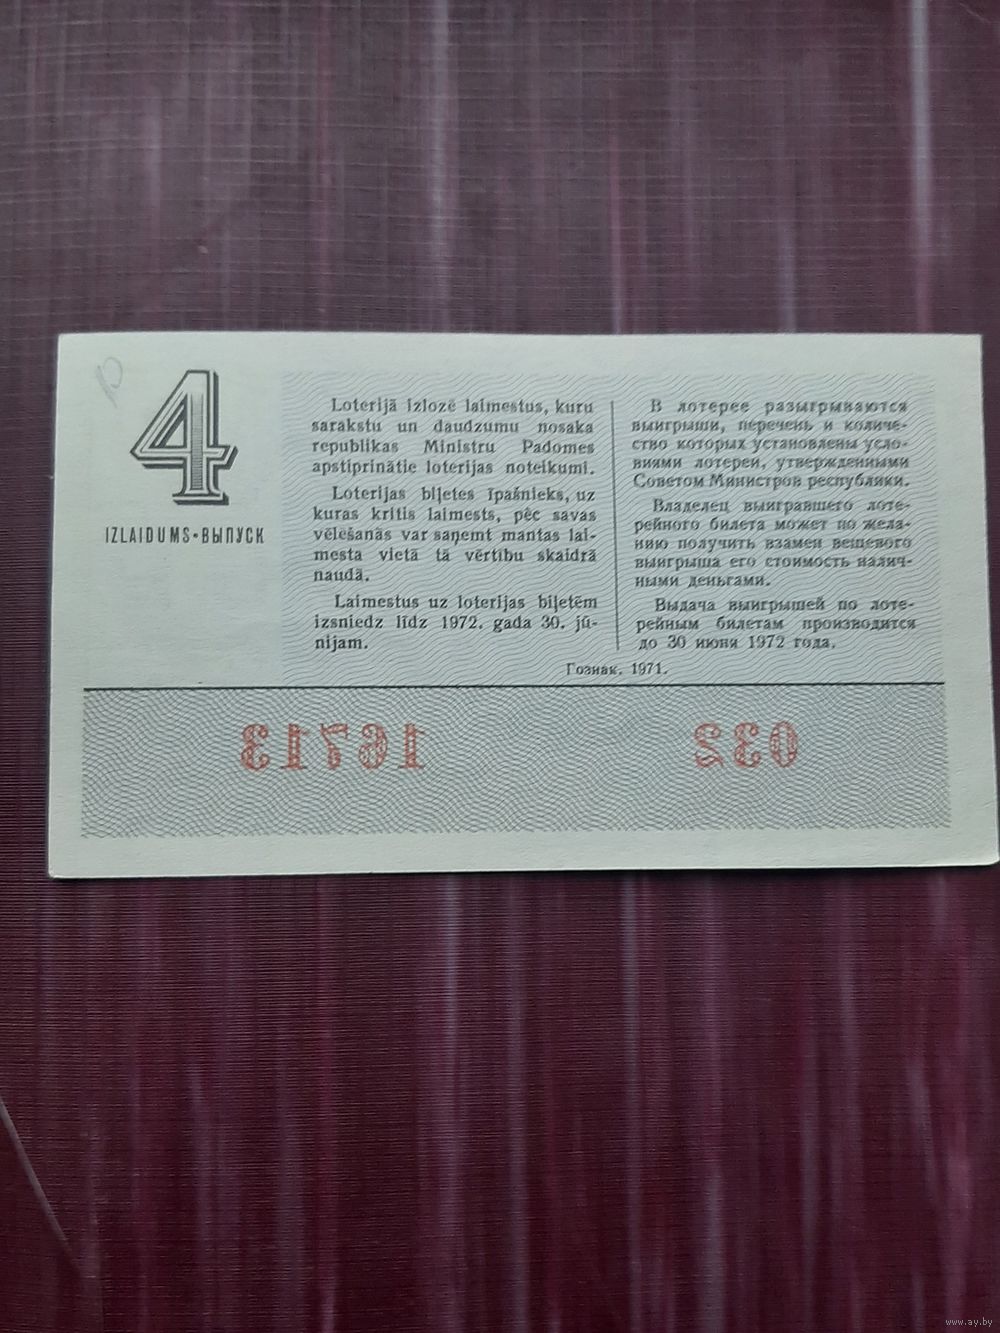 4
IZLAIDUMS•ВЫПУСК
Loterijā izlozē laimestus, kuru
sarakstu un daudzumu nosaka
republikas Ministru Padomes
apstiprinātie loterijas noteikumi.
Loterijas biļetes īpašnieks, uz
kuras kritis laimests, pēc savas
vēlēšanās var saņemt mantas lai-
mesta vietā tā vērtību skaidrā
naudā.
Laimestus uz loterijas biļetēm
izsniedz līdz 1972. gada 30. jū-
nijam.
В лотерее разыгрываются
выигрыши, перечень и количе-
ство которых установлены усло-
виями лотереи, утвержденными
Советом Министров республики.
Владелец выигравшего лоте-
рейного билета может по жела-
нию получить взамен вещевого
выигрыша его стоимость налич-
ными деньгами.
Выдача выигрышей по лоте-
рейным билетам производится
до 30 июня 1972 года.
Гознак. 1971.
16713 032
www.ay.by